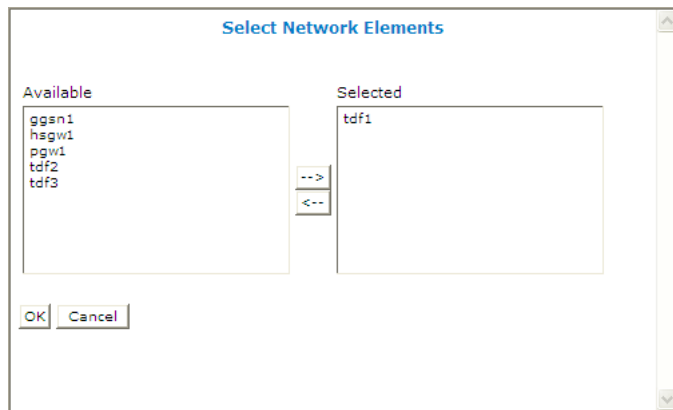 Select Network Elements
Available
Selected
ggsn1
hsgw1
pgw1
tdf2
tdf3
tdf1
-->
<--
OK
Cancel